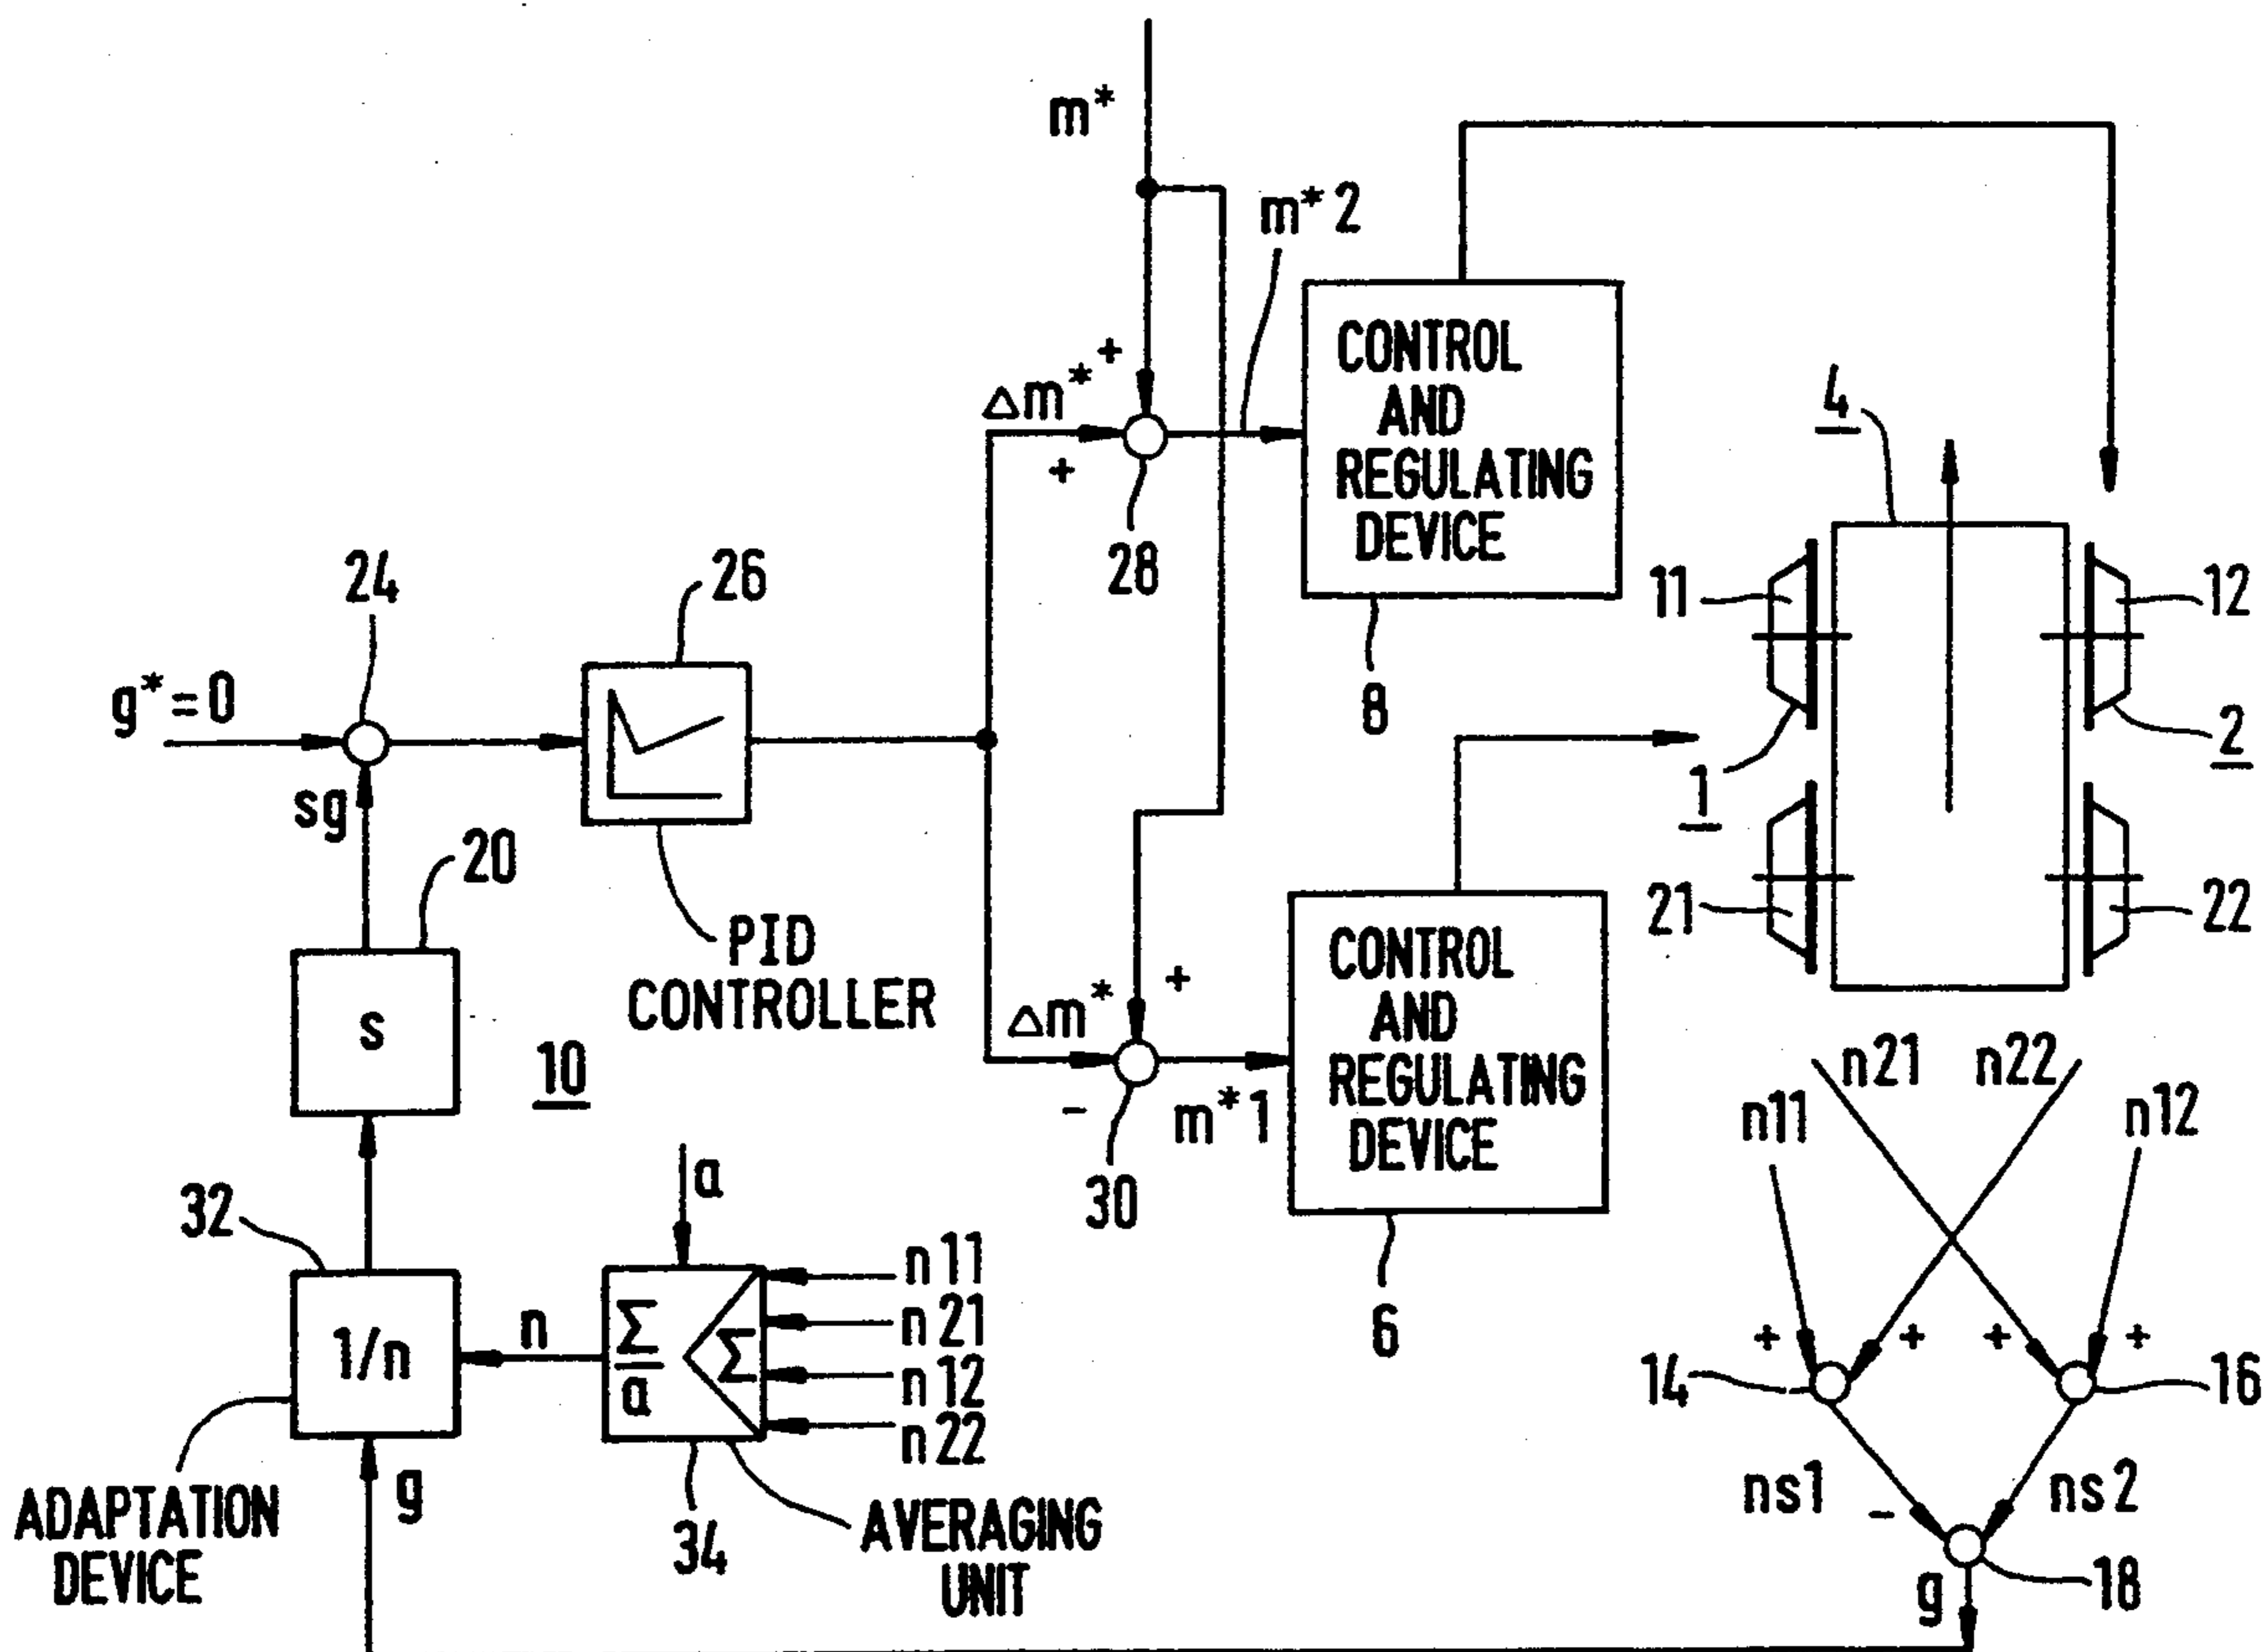 m*
m*2
CONTROL
AND
REGULATING
DEVICE
Δm*
+
+
28
8
4
11
12
1
2
21
22
24
26
g*=0
sg
20
PID
CONTROLLER
s
10
Δm*
+
-
m*1
30
CONTROL
AND
REGULATING
DEVICE
6
n21
n22
n11
n12
32
a
n11
n21
n12
n22
1/n
n
Σ
a
Σ
+
+
+
+
14
16
ns1
ns2
-
18
g
g
34
ADAPTATION
DEVICE
AVERAGING
UNIT